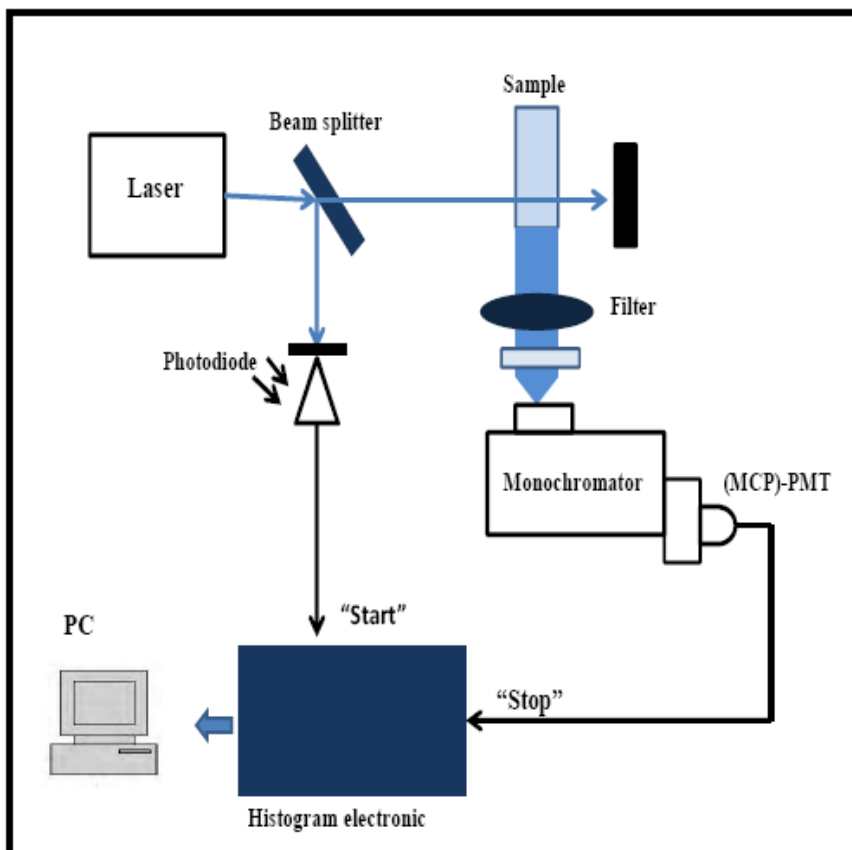 Sample
Beam splitter
Laser
Filter
Photodiode
Monochromator
(MCP)-PMT
"Start"
PC
"Stop"
Histogram electronic